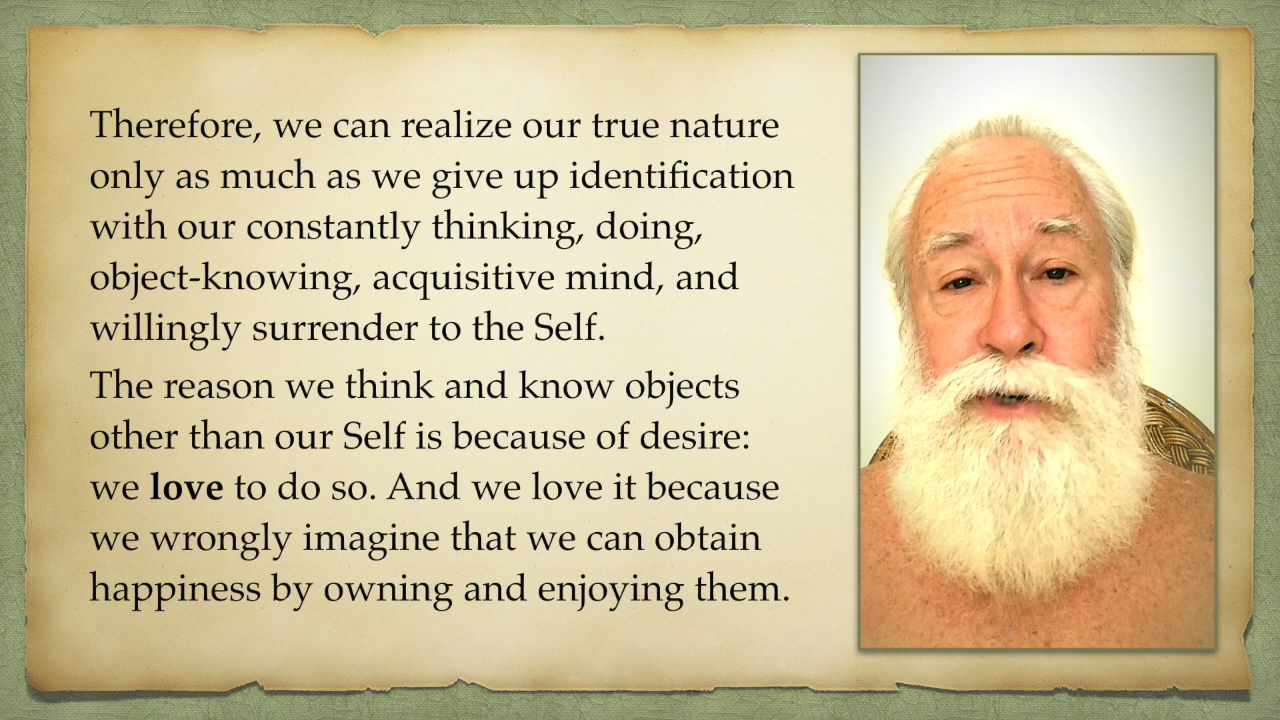 Therefore, we can realize our true nature
only as much as we give up identification
with our constantly thinking, doing,
object-knowing, acquisitive mind, and
willingly surrender to the Self.
The reason we think and know objects
other than our Self is because of desire:
we love to do so. And we love it because
we wrongly imagine that we can obtain
happiness by owning and enjoying them.